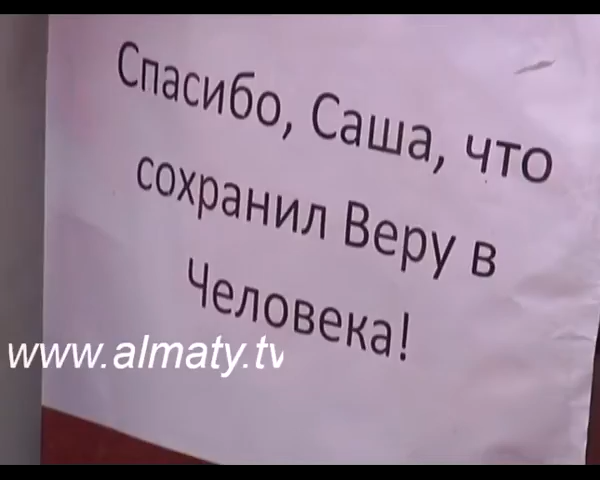 Спасибо, Саша, что
сохранил Веру в
Человека!
www.almaty.tv